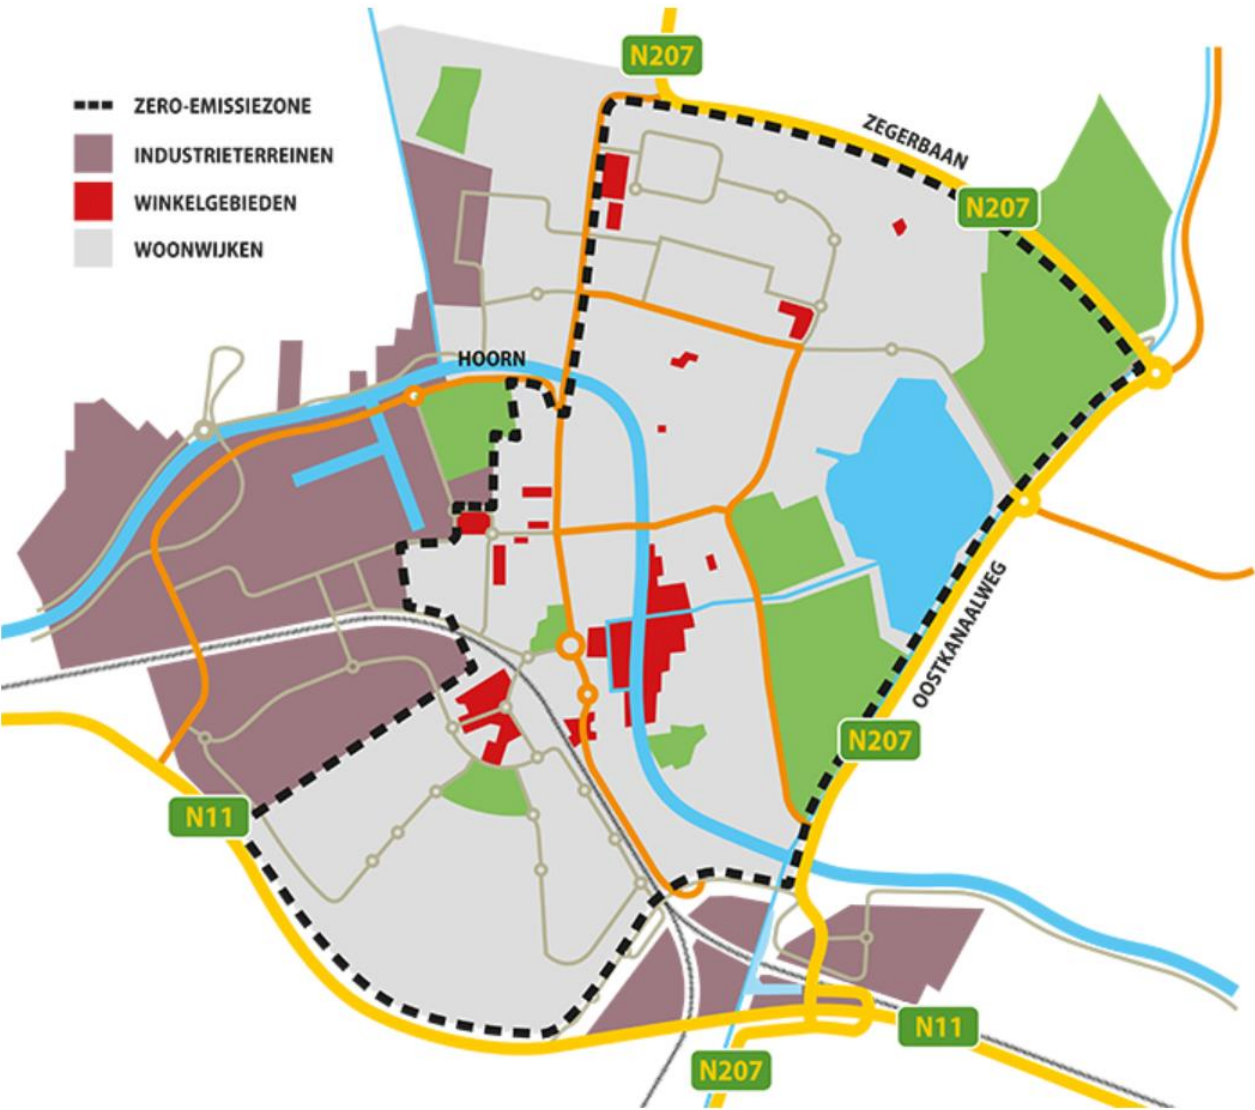 N207
ZERO-EMISSIEZONE
INDUSTRIETERREINEN
WINKELGEBIEDEN
WOONWIJKEN
ZEGERBAAN
N207
HOORN
OOSTKANAALWEG
N207
N11
N11
N207